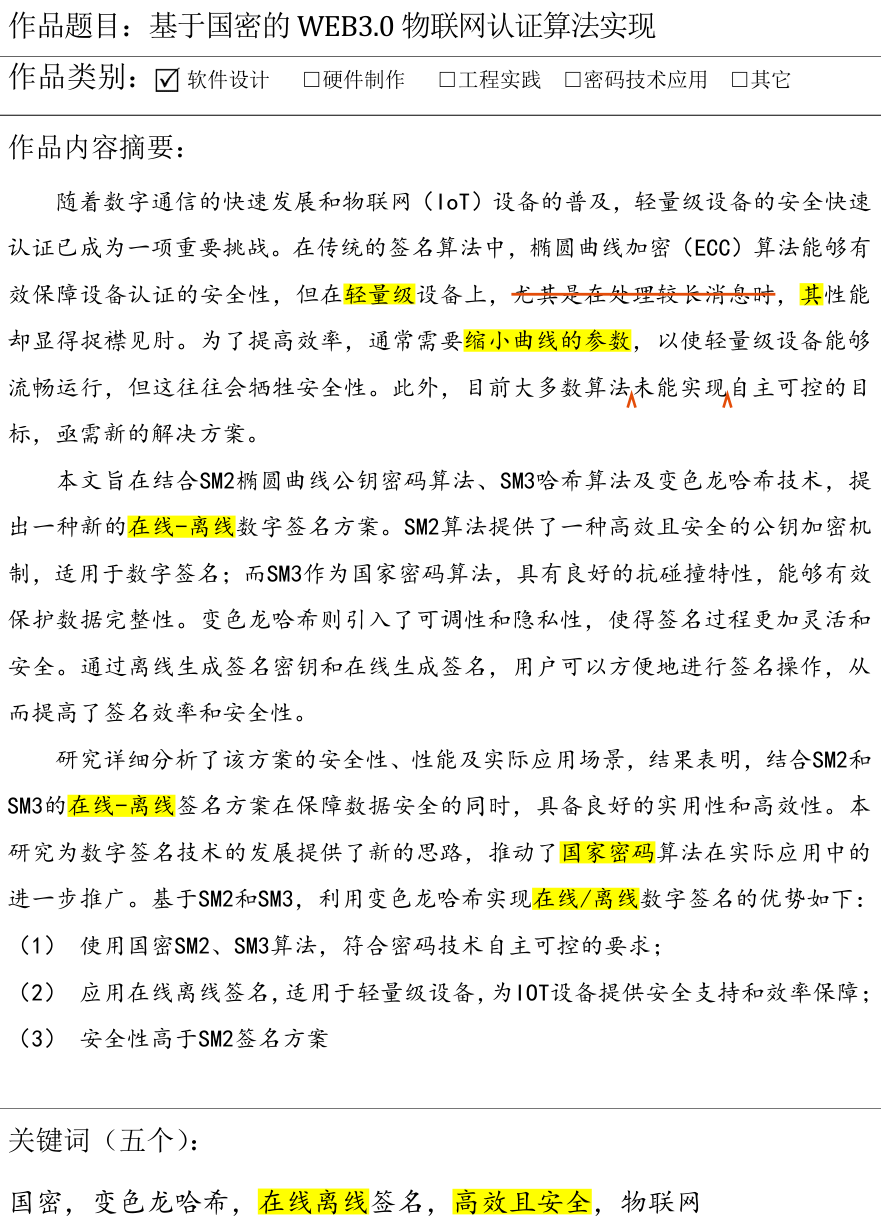 作品题目：基于国密的 WEB3.0 物联网认证算法实现
作品类别：☑ 软件设计 □硬件制作 □工程实践 □密码技术应用 □其它
作品内容摘要：
随着数字通信的快速发展和物联网（IoT）设备的普及，轻量级设备的安全快速
认证已成为一项重要挑战。在传统的签名算法中，椭圆曲线加密（ECC）算法能够有
效保障设备认证的安全性，但在轻量级设备上，尤其是在处理较长消息时，其性能
却显得捉襟见肘。为了提高效率，通常需要缩小曲线的参数，以使轻量级设备能够
流畅运行，但这往往会牺牲安全性。此外，目前大多数算法未能实现自主可控的目
标，亟需新的解决方案。
本文旨在结合SM2椭圆曲线公钥密码算法、SM3哈希算法及变色龙哈希技术，提
出一种新的在线-离线数字签名方案。SM2算法提供了一种高效且安全的公钥加密机
制，适用于数字签名；而SM3作为国家密码算法，具有良好的抗碰撞特性，能够有效
保护数据完整性。变色龙哈希则引入了可调性和隐私性，使得签名过程更加灵活和
安全。通过离线生成签名密钥和在线生成签名，用户可以方便地进行签名操作，从
而提高了签名效率和安全性。
研究详细分析了该方案的安全性、性能及实际应用场景，结果表明，结合SM2和
SM3的在线-离线签名方案在保障数据安全的同时，具备良好的实用性和高效性。本
研究为数字签名技术的发展提供了新的思路，推动了国家密码算法在实际应用中的
进一步推广。基于SM2和SM3，利用变色龙哈希实现在线/离线数字签名的优势如下：
（1） 使用国密SM2、SM3算法，符合密码技术自主可控的要求；
（2） 应用在线离线签名，适用于轻量级设备，为IOT设备提供安全支持和效率保障；
（3） 安全性高于SM2签名方案
关键词（五个）：
国密，变色龙哈希，在线离线签名，高效且安全，物联网